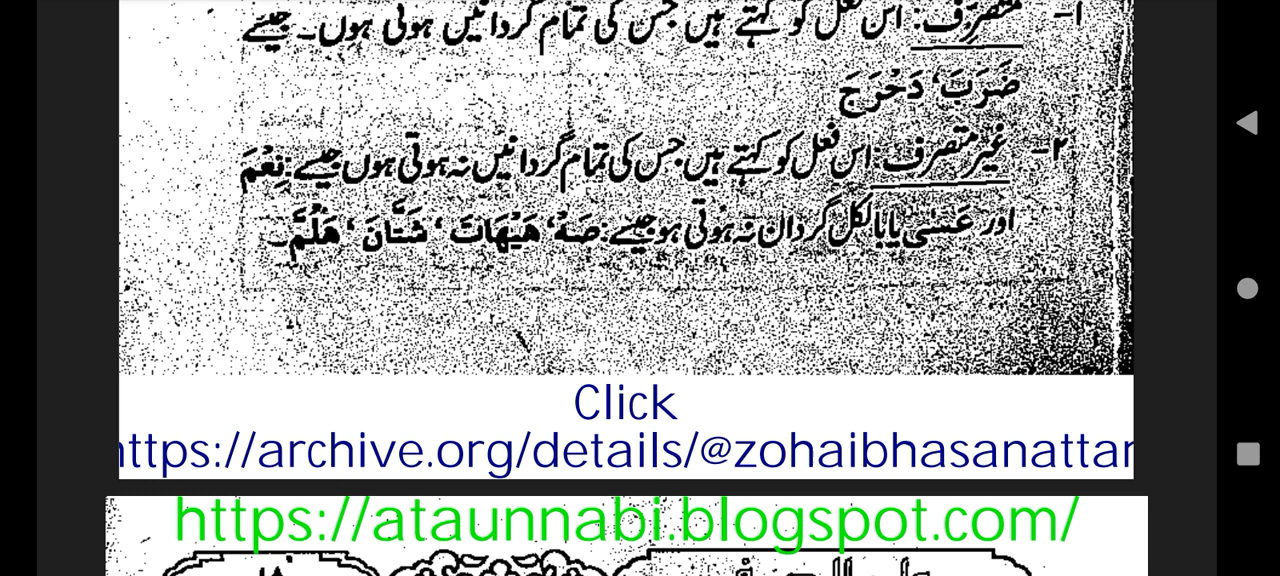 ۱- متصرف: اس فعل کو کہتے ہیں جس کی تمام گردانیں ہوتی ہوں۔ جیسے
ضَرَبَ، دَحْرَجَ
۲- غیر متصرف: اس فعل کو کہتے ہیں جس کی تمام گردانیں نہ ہوتی ہوں جیسے: نِعْمَ
اور عَسٰی یا بالکل گردان نہ ہوتی ہو جیسے: صَهْ، هَيْهَاتَ، شَتَّانَ، هَلُمَّ۔
Click
https://archive.org/details/@zohaibhasanattar
https://ataunnabi.blogspot.com/